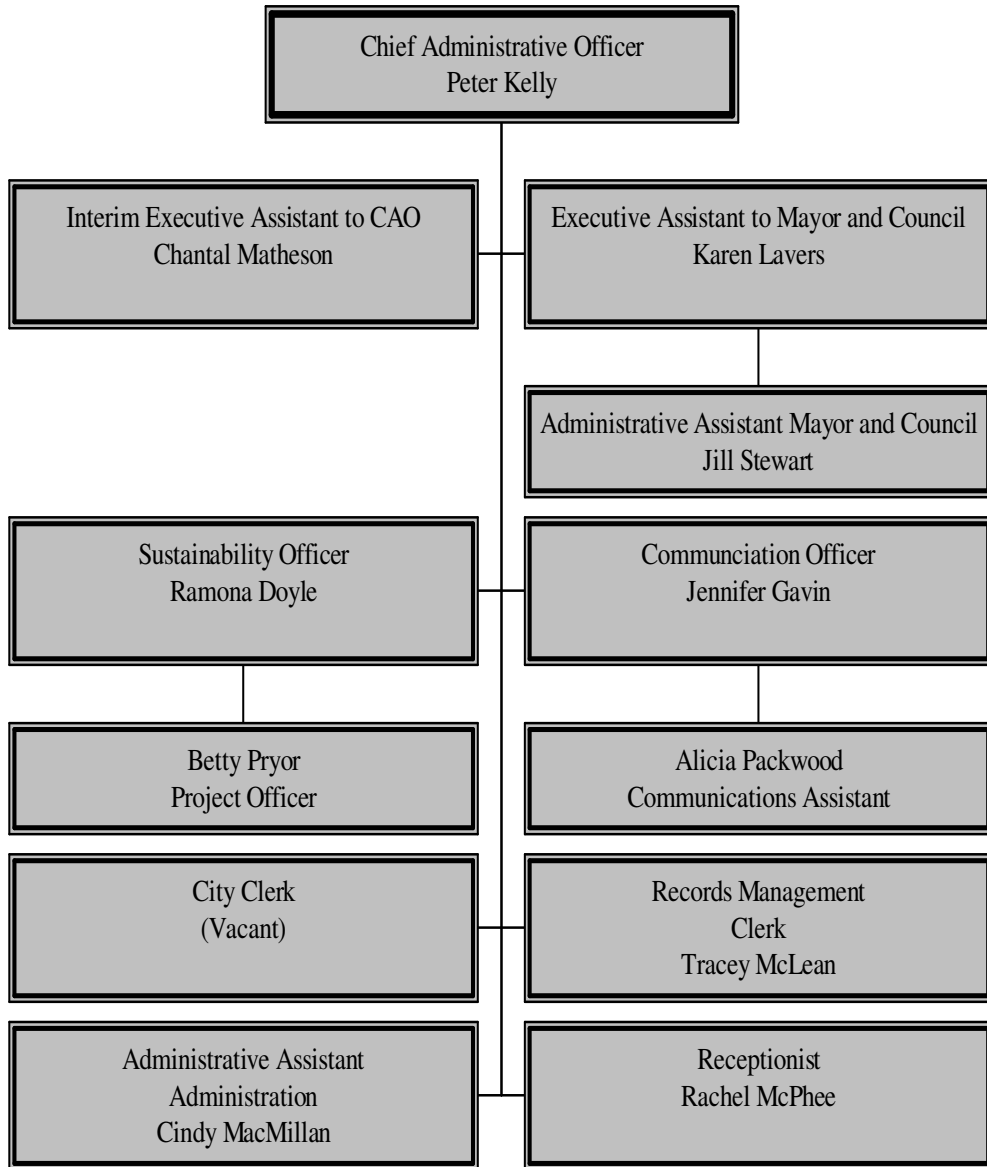 Chief Administrative Officer
Peter Kelly
Interim Executive Assistant to CAO
Chantal Matheson
Executive Assistant to Mayor and Council
Karen Lavers
Administrative Assistant Mayor and Council
Jill Stewart
Sustainability Officer
Ramona Doyle
Communciation Officer
Jennifer Gavin
Betty Pryor
Project Officer
Alicia Packwood
Communications Assistant
City Clerk
(Vacant)
Records Management
Clerk
Tracey McLean
Administrative Assistant
Administration
Cindy MacMillan
Receptionist
Rachel McPhee